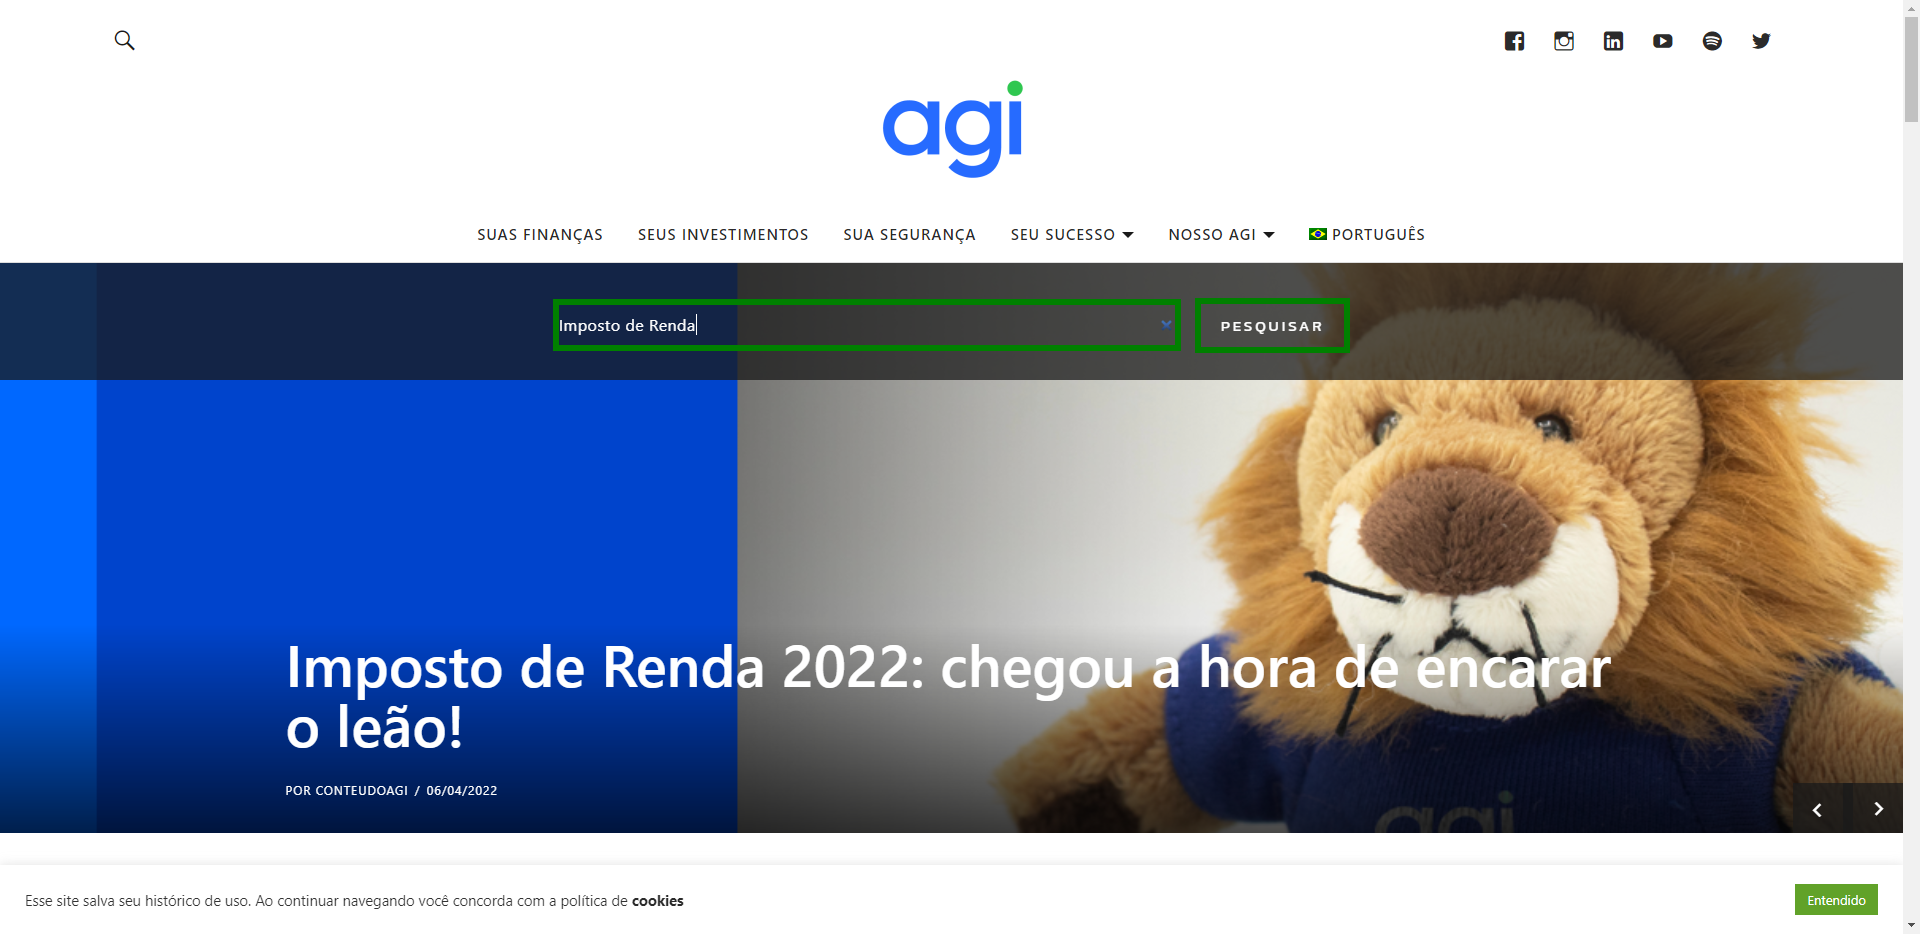 agi
SUAS FINANÇAS SEUS INVESTIMENTOS SUA SEGURANÇA SEU SUCESSO NOSSO AGI PORTUGUÊS
Imposto de Renda PESQUISAR
Imposto de Renda 2022: chegou a hora de encarar
o leão!
POR CONTEUDOAGI / 06/04/2022
agi
Esse site salva seu histórico de uso. Ao continuar navegando você concorda com a política de cookies Entendido